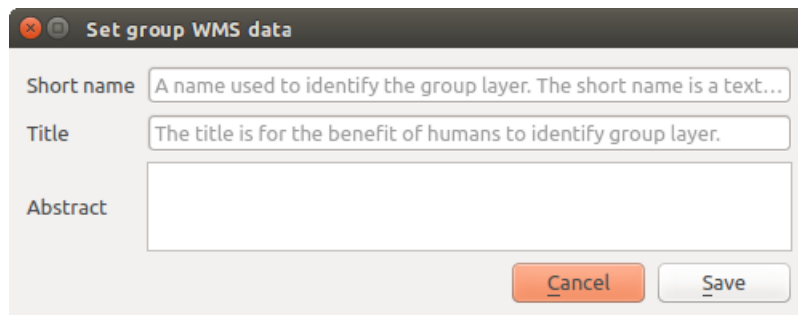 Set group WMS data
Short name A name used to identify the group layer. The short name is a text...
Title The title is for the benefit of humans to identify group layer.
Abstract
Cancel Save